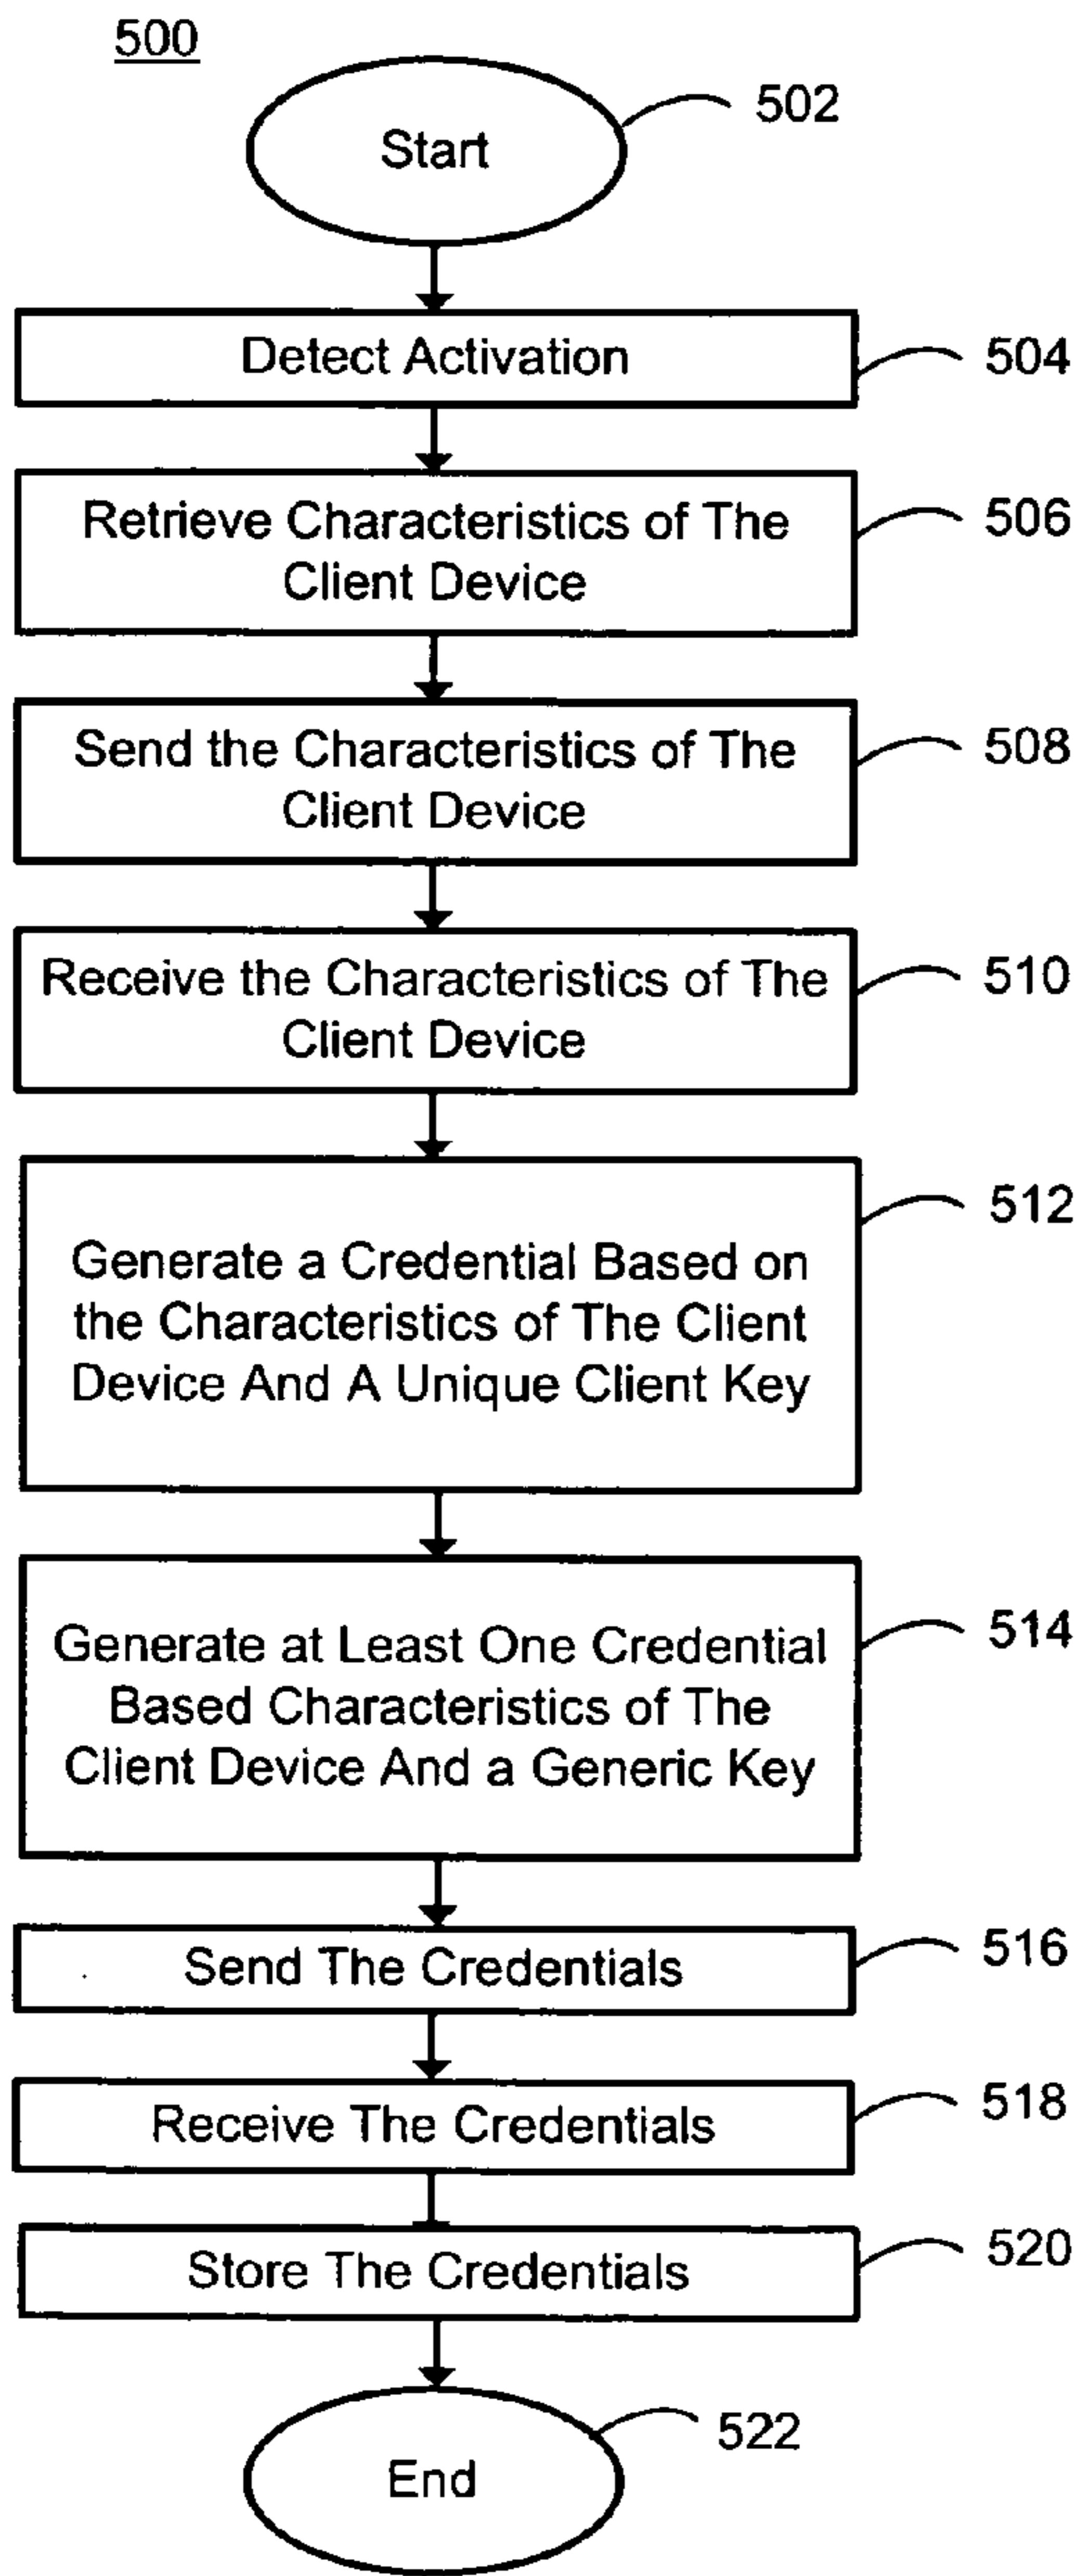 500
Start
502
Detect Activation
504
Retrieve Characteristics of The
Client Device
506
Send the Characteristics of The
Client Device
508
Receive the Characteristics of The
Client Device
510
Generate a Credential Based on
the Characteristics of The Client
Device And A Unique Client Key
512
Generate at Least One Credential
Based Characteristics of The
Client Device And a Generic Key
514
Send The Credentials
516
Receive The Credentials
518
Store The Credentials
520
End
522